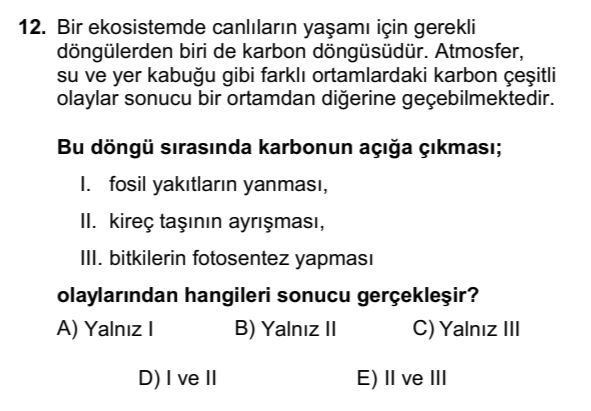 12. Bir ekosistemde canlıların yaşamı için gerekli
döngülerden biri de karbon döngüsüdür. Atmosfer,
su ve yer kabuğu gibi farklı ortamlardaki karbon çeşitli
olaylar sonucu bir ortamdan diğerine geçebilmektedir.
Bu döngü sırasında karbonun açığa çıkması;
I. fosil yakıtların yanması,
II. kireç taşının ayrışması,
III. bitkilerin fotosentez yapması
olaylarından hangileri sonucu gerçekleşir?
A) Yalnız I B) Yalnız II C) Yalnız III
D) I ve II E) II ve III